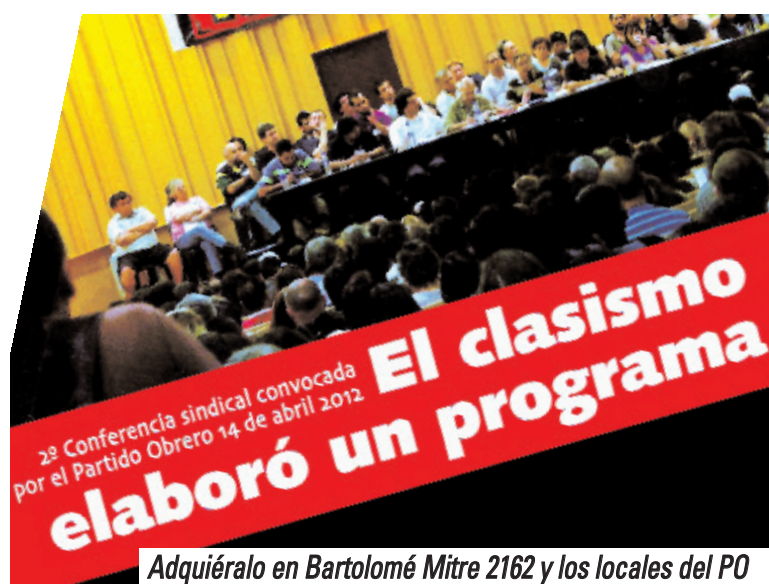 2º Conferencia sindical convocada
por el Partido Obrero 14 de abril 2012
El clasismo
elaboró un programa
Adquiéralo en Bartolomé Mitre 2162 y los locales del PO